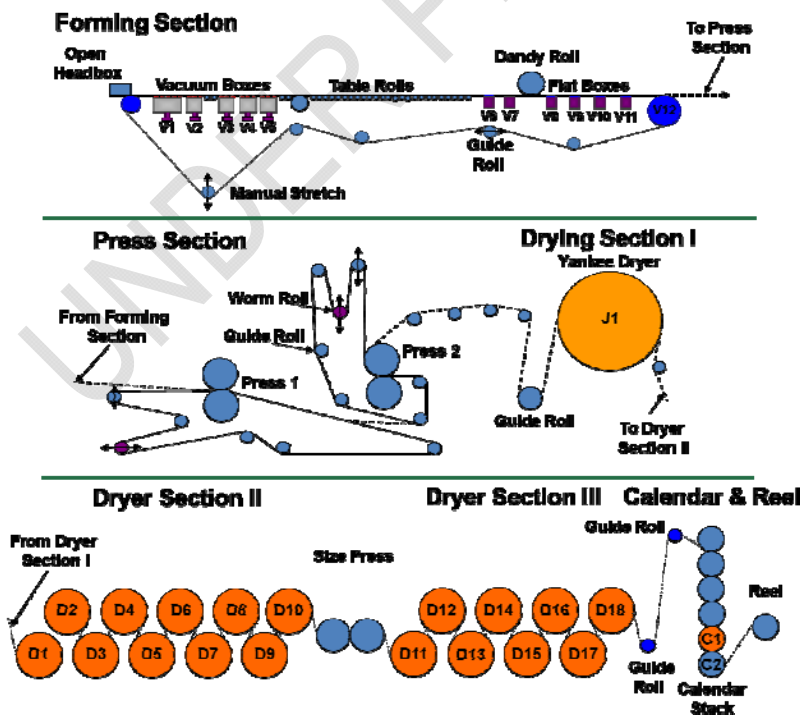 UNDER P
Forming Section
Open
Headbox
Vacuum Boxes
Table Rolls
Dandy Roll
Flat Boxes
To Press
Section
V1 V2 V3 V4 V5 V6 V7 V8 V9 V10 V11 V12
Guide
Roll
Manual Stretch
Press Section
From Forming
Section
Worm Roll
Guide Roll
Press 1
Press 2
Drying Section I
Yankee Dryer
J1
Guide Roll
To Dryer
Section II
Dryer Section II
Dryer Section III
Calendar & Reel
From Dryer
Section I
Size Press
Guide Roll
Reel
D2 D4 D6 D8 D10
D12 D14 D16 D18
D1 D3 D5 D7 D9
D11 D13 D15 D17
C1
C2
Guide
Roll
Calendar
Stack